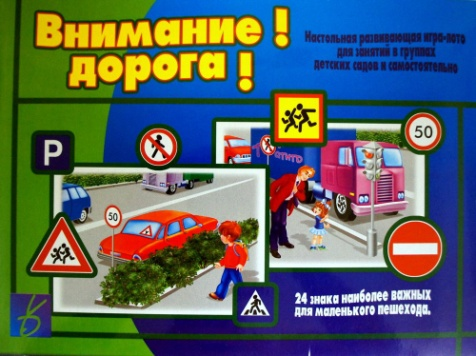 Внимание!
дорога!
Настольная развивающая игра-лото
для занятий в группах
детских садов и самостоятельно
50
P
50
24 знака наиболее важных
для маленького пешехода.